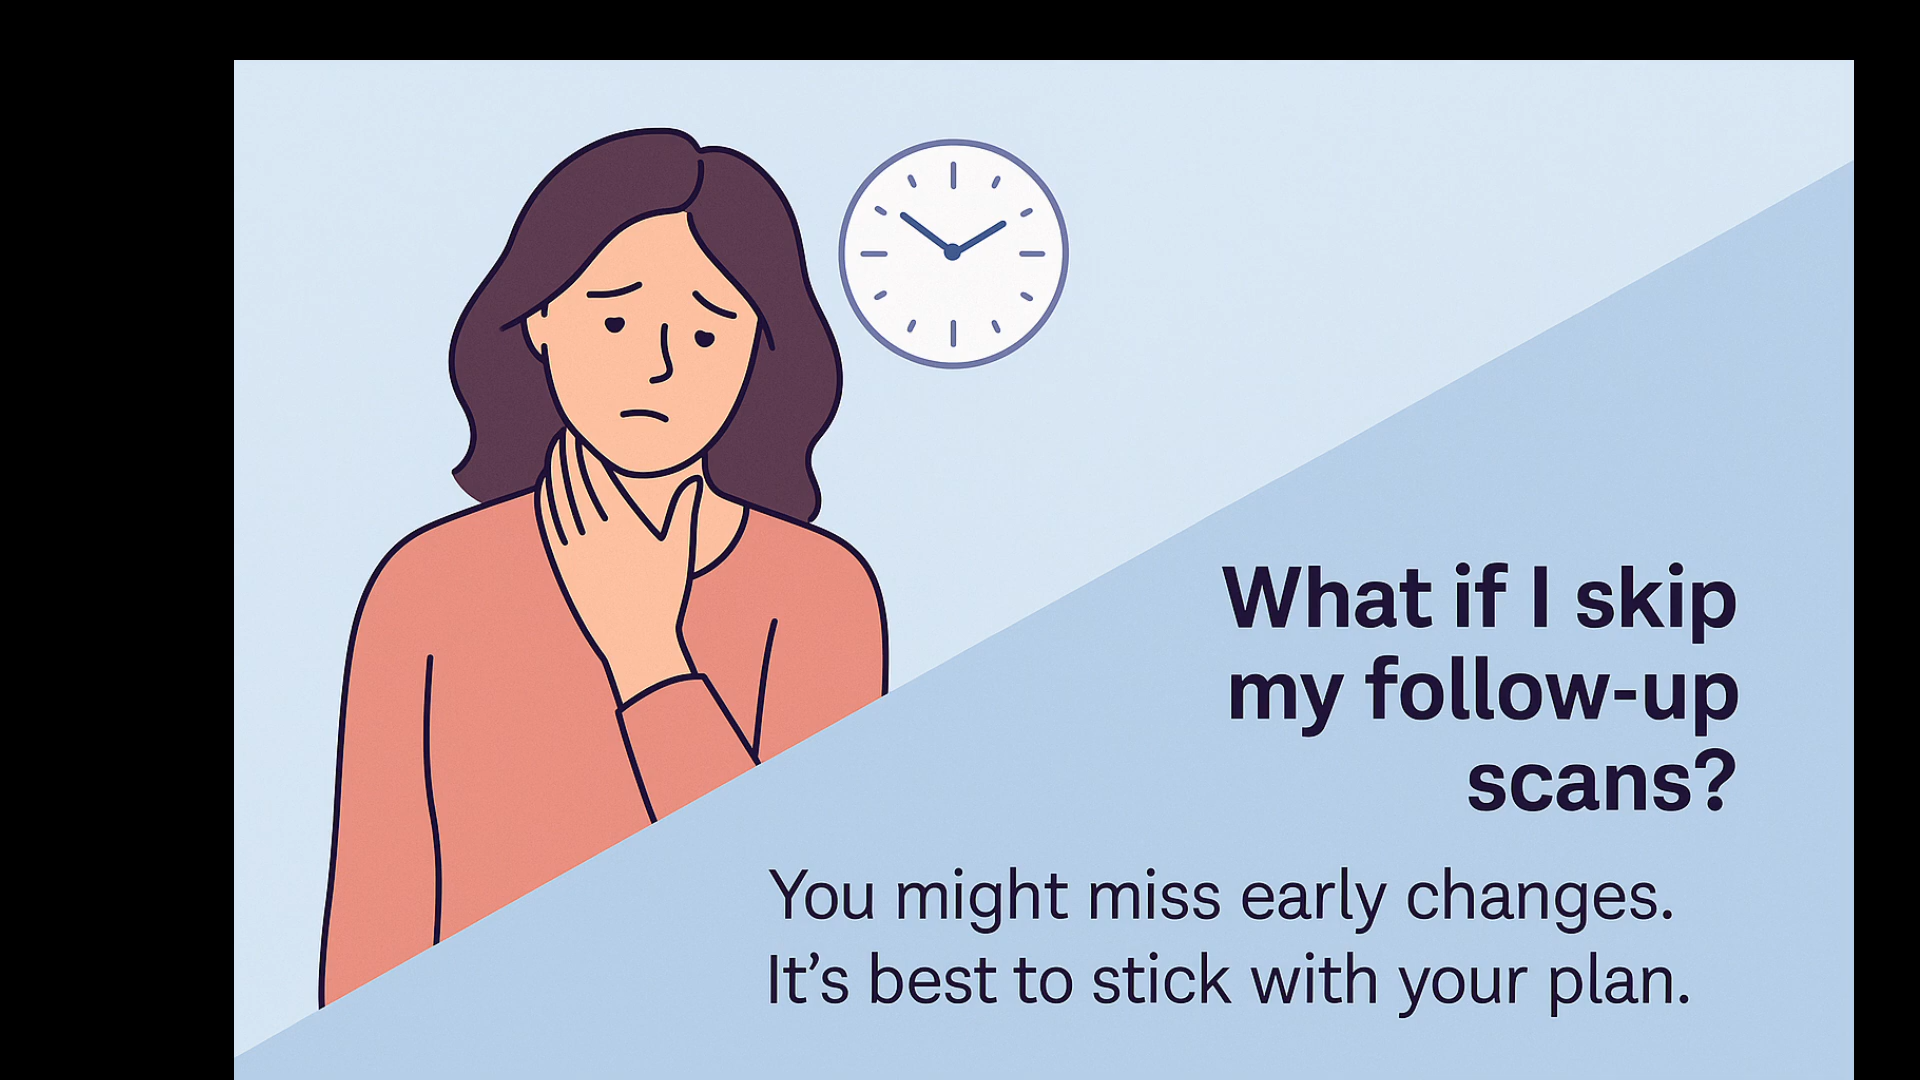 What if I skip
my follow-up
scans?
You might miss early changes.
It’s best to stick with your plan.